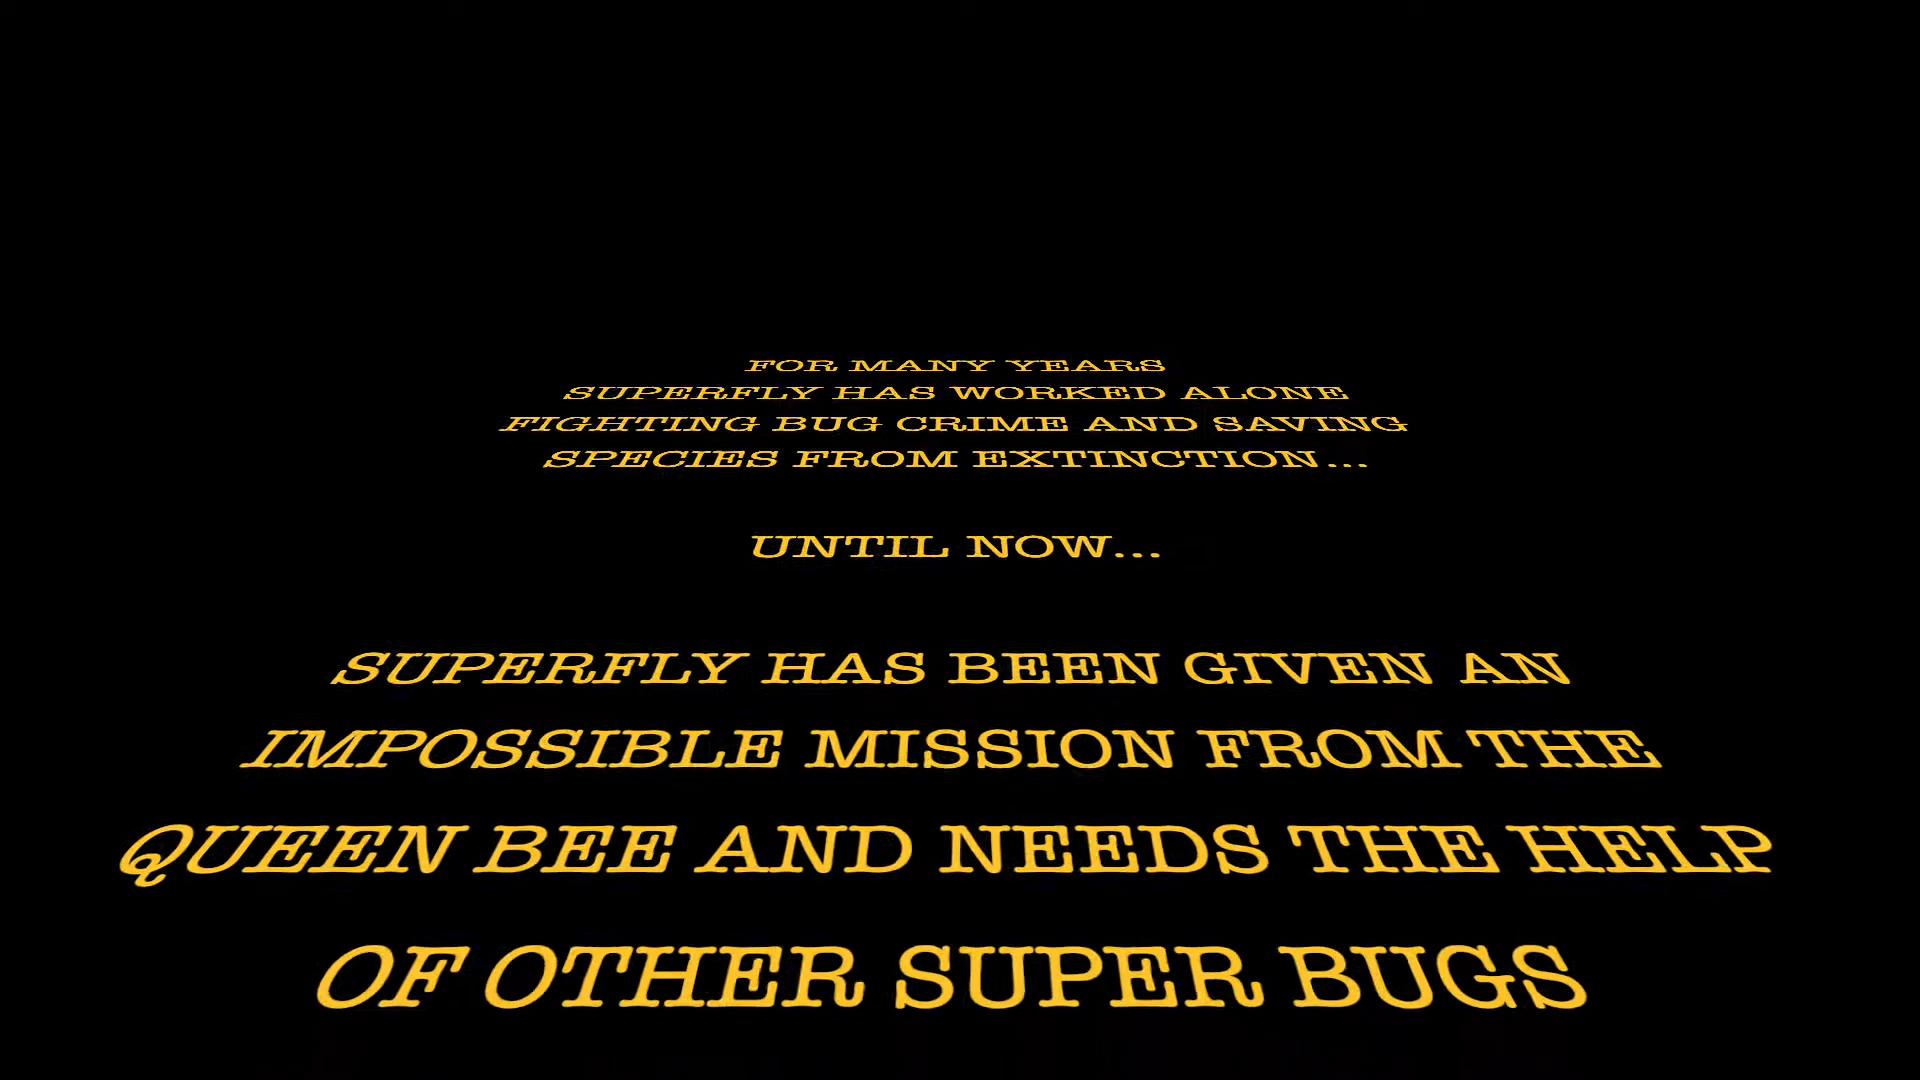 FOR MANY YEARS
SUPERFLY HAS WORKED ALONE
FIGHTING BUG CRIME AND SAVING
SPECIES FROM EXTINCTION...
UNTIL NOW...
SUPERFLY HAS BEEN GIVEN AN
IMPOSSIBLE MISSION FROM THE
QUEEN BEE AND NEEDS THE HELP
OF OTHER SUPER BUGS